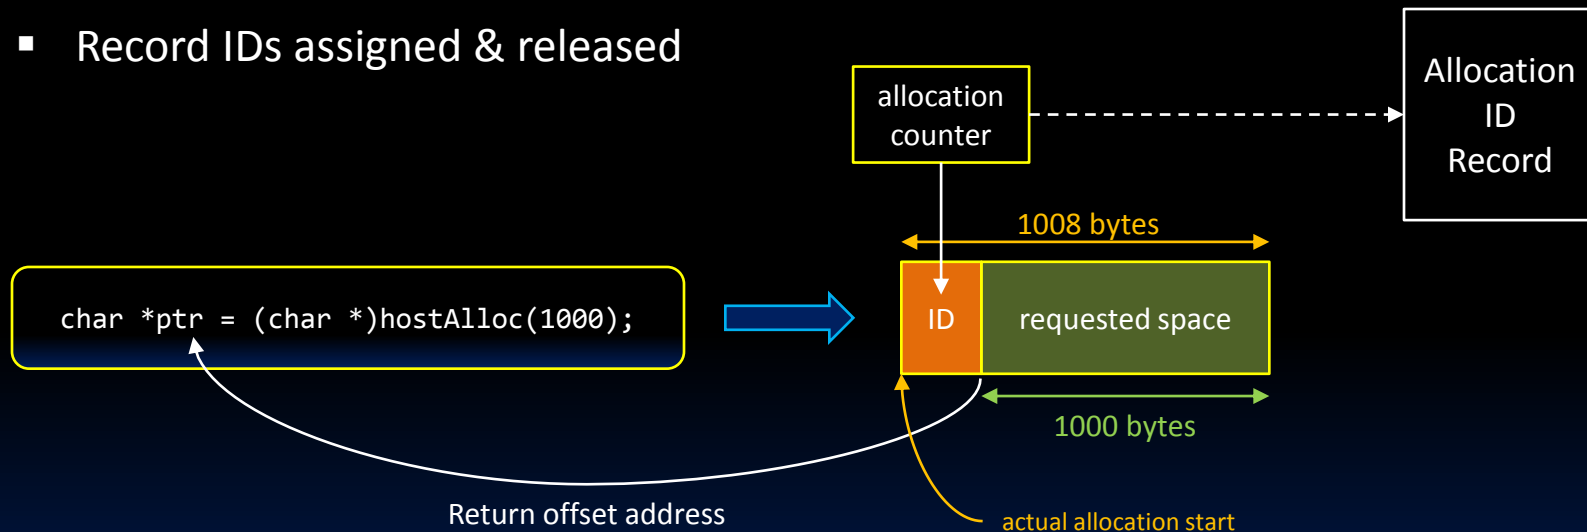 ▪ Record IDs assigned & released
allocation
counter
Allocation
ID
Record
1008 bytes
char *ptr = (char *)hostAlloc(1000);
ID
requested space
1000 bytes
Return offset address
actual allocation start